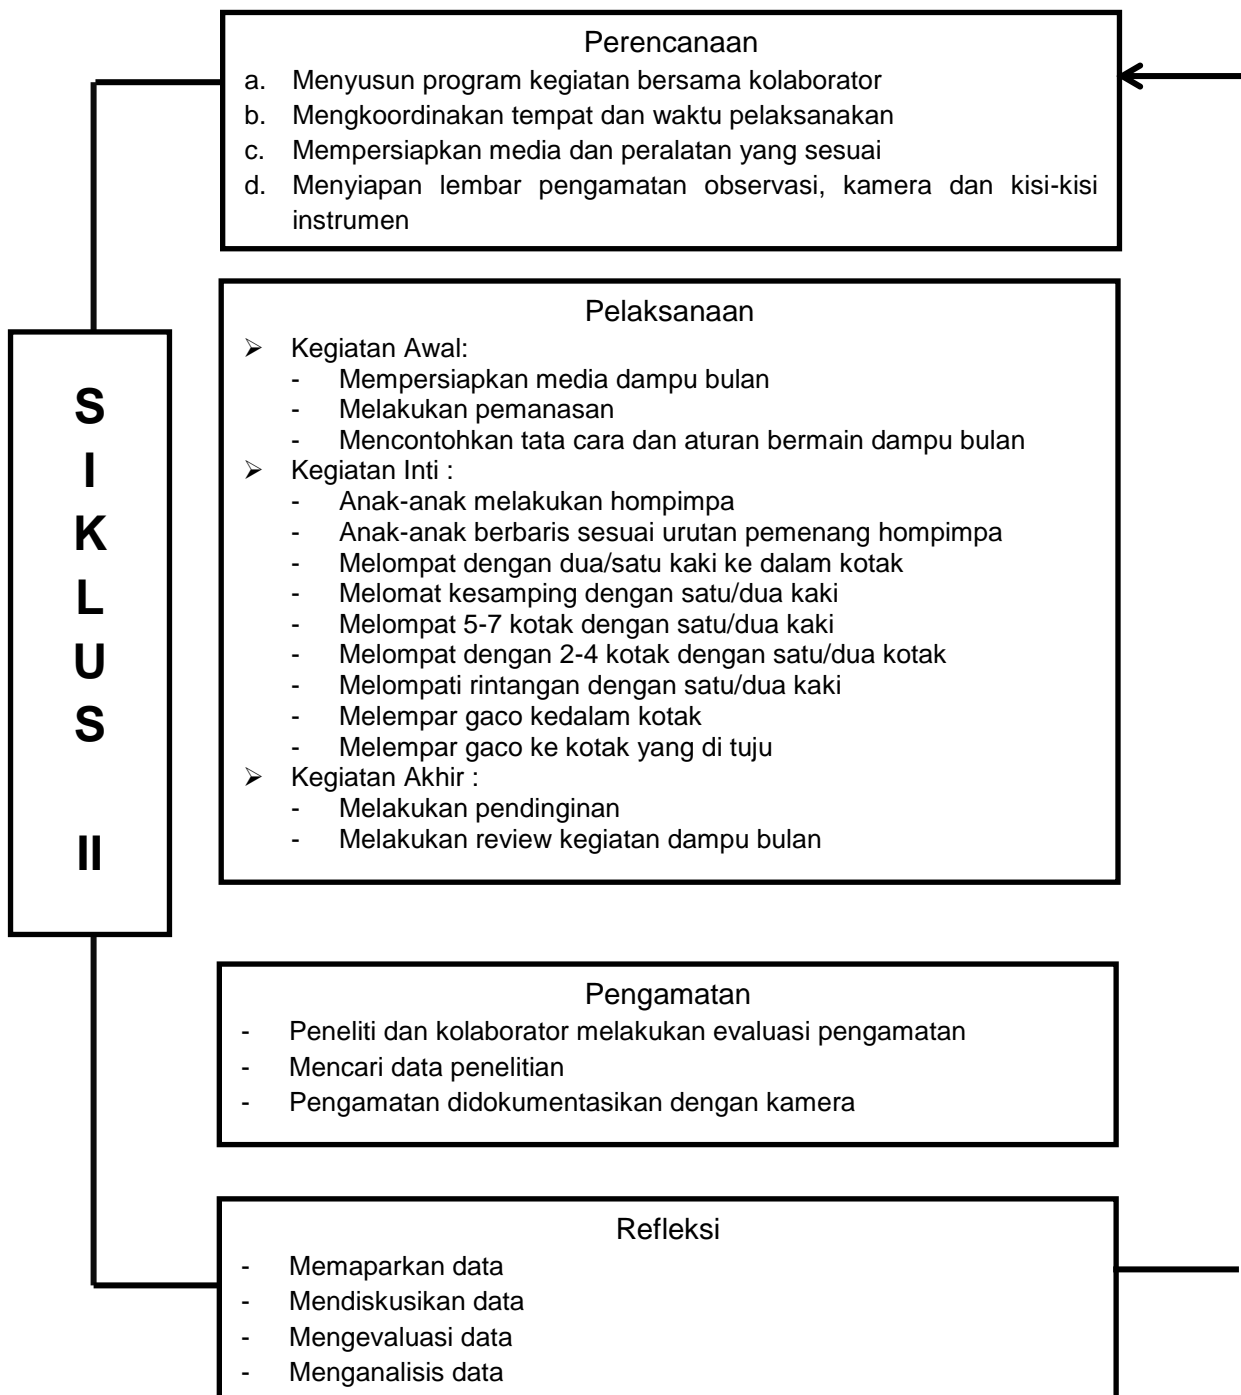 Perencanaan
a. Menyusun program kegiatan bersama kolaborator
b. Mengkoordinakan tempat dan waktu pelaksanakan
c. Mempersiapkan media dan peralatan yang sesuai
d. Menyiapan lembar pengamatan observasi, kamera dan kisi-kisi
instrumen
SIKLUS II
Pelaksanaan
➢ Kegiatan Awal:
- Mempersiapkan media dampu bulan
- Melakukan pemanasan
- Mencontohkan tata cara dan aturan bermain dampu bulan
➢ Kegiatan Inti :
- Anak-anak melakukan hompimpa
- Anak-anak berbaris sesuai urutan pemenang hompimpa
- Melompat dengan dua/satu kaki ke dalam kotak
- Melomat kesamping dengan satu/dua kaki
- Melompat 5-7 kotak dengan satu/dua kaki
- Melompat dengan 2-4 kotak dengan satu/dua kotak
- Melompati rintangan dengan satu/dua kaki
- Melempar gaco kedalam kotak
- Melempar gaco ke kotak yang di tuju
➢ Kegiatan Akhir :
- Melakukan pendinginan
- Melakukan review kegiatan dampu bulan
Pengamatan
- Peneliti dan kolaborator melakukan evaluasi pengamatan
- Mencari data penelitian
- Pengamatan didokumentasikan dengan kamera
Refleksi
- Memaparkan data
- Mendiskusikan data
- Mengevaluasi data
- Menganalisis data